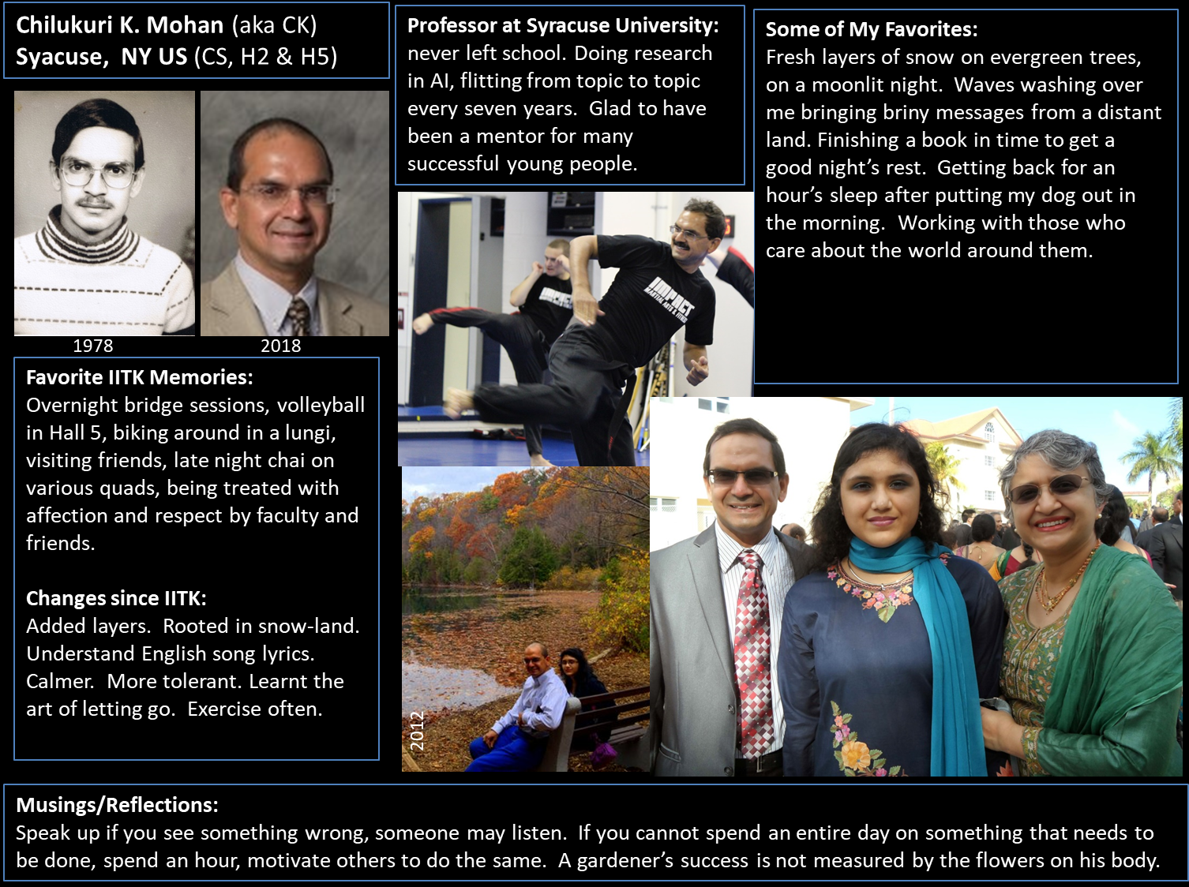 Chilukuri K. Mohan (aka CK)
Syacuse, NY US (CS, H2 & H5)
1978
2018
Favorite IITK Memories:
Overnight bridge sessions, volleyball
in Hall 5, biking around in a lungi,
visiting friends, late night chai on
various quads, being treated with
affection and respect by faculty and
friends.
Changes since IITK:
Added layers. Rooted in snow-land.
Understand English song lyrics.
Calmer. More tolerant. Learnt the
art of letting go. Exercise often.
Professor at Syracuse University:
never left school. Doing research
in AI, flitting from topic to topic
every seven years. Glad to have
been a mentor for many
successful young people.
IMPACT
IMPACT
MARTIAL ARTS & FITNESS
2012
Some of My Favorites:
Fresh layers of snow on evergreen trees,
on a moonlit night. Waves washing over
me bringing briny messages from a distant
land. Finishing a book in time to get a
good night's rest. Getting back for an
hour's sleep after putting my dog out in
the morning. Working with those who
care about the world around them.
Musings/Reflections:
Speak up if you see something wrong, someone may listen. If you cannot spend an entire day on something that needs to
be done, spend an hour, motivate others to do the same. A gardener's success is not measured by the flowers on his body.